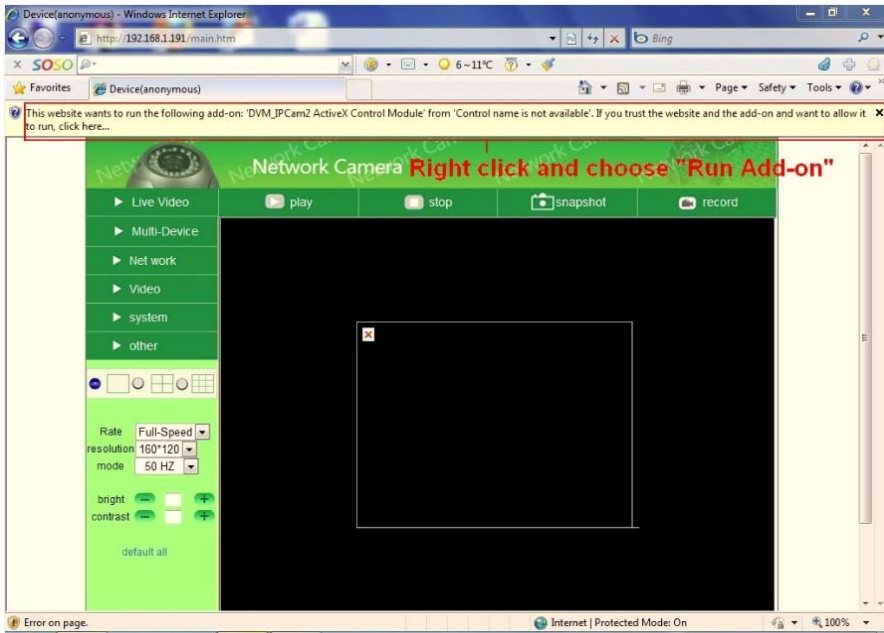 Device(anonymous) - Windows Internet Explorer
http://192.168.1.191/main.htm
Bing
x SOSO
6~11℃
Favorites
Device(anonymous)
Page
Safety
Tools
This website wants to run the following add-on: 'DVM_IPCam2 ActiveX Control Module' from 'Control name is not available'. If you trust the website and the add-on and want to allow it
to run, click here...
Network Camera
Right click and choose "Run Add-on"
Live Video
play
stop
snapshot
record
Multi-Device
Net work
Video
system
other
Rate Full-Speed
resolution 160*120
mode 50 HZ
bright
contrast
default all
Error on page.
Internet | Protected Mode: On
100%